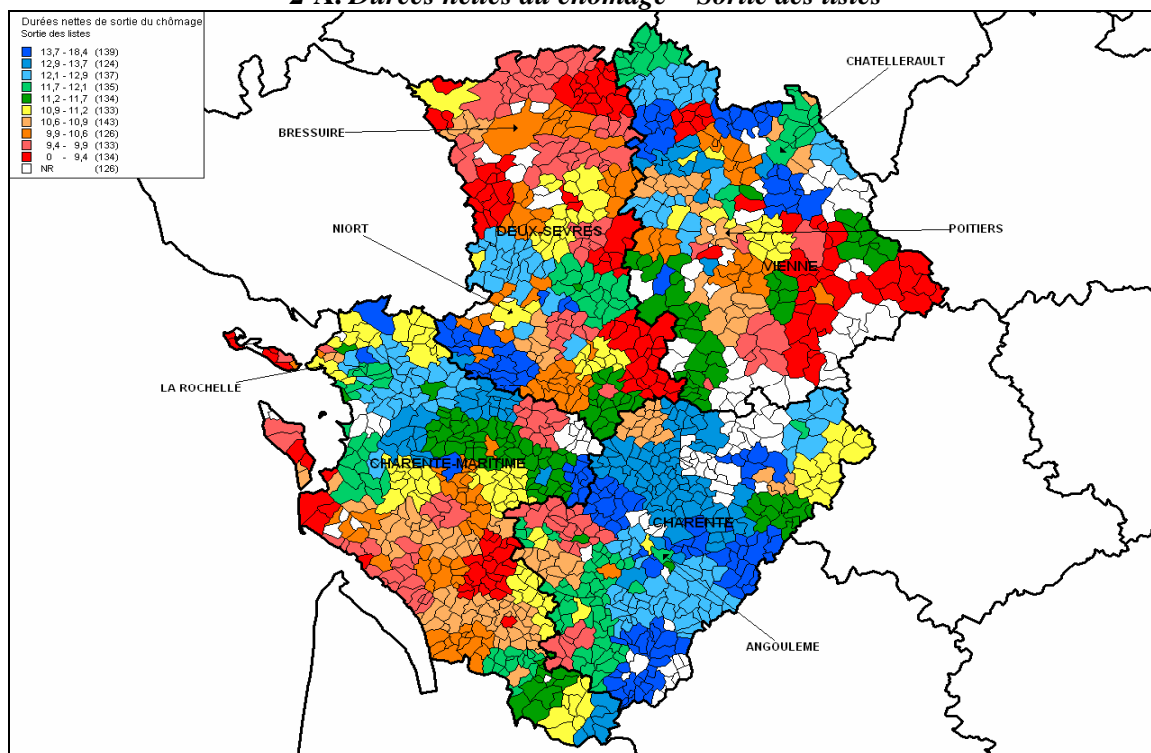 2-A. Durées nettes du chômage – Sortie des listes
Durées nettes de sortie du chômage
Sortie des listes
13,7 - 18,4 (139)
12,9 - 13,7 (124)
12,1 - 12,9 (137)
11,7 - 12,1 (135)
11,2 - 11,7 (134)
10,9 - 11,2 (133)
10,6 - 10,9 (143)
9,9 - 10,6 (126)
9,4 - 9,9 (133)
0 - 9,4 (134)
NR (126)
CHATELLERAULT
BRESSUIRE
NIORT
DEUX-SEVRES
POITIERS
VIENNE
LA ROCHELLE
CHARENTE-MARITIME
CHARENTE
ANGOULEME